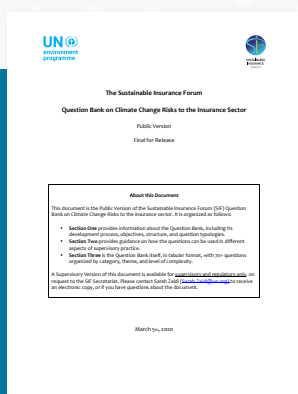 UN
environment
programme
SUSTAINABLE
INSURANCE
FORUM
The Sustainable Insurance Forum
Question Bank on Climate Change Risks to the Insurance Sector
Public Version
Final for Release
About this Document
This document is the Public Version of the Sustainable Insurance Forum (SIF) Question
Bank on Climate Change Risks to the insurance sector. It is organized as follows:
• Section One provides information about the Question Bank, including its
development process, objectives, structure, and question typologies.
• Section Two provides guidance on how the questions can be used in different
aspects of supervisory practice.
• Section Three is the Question Bank itself, in tabular format, with 70+ questions
organized by category, theme, and level of complexity.
A Supervisory Version of this document is available for supervisors and regulators only, on
request to the SIF Secretariat. Please contact Sarah Zaidi (Sarah.Zaidi@un.org) to receive
an electronic copy, or if you have questions about the document.
March 5th, 2020